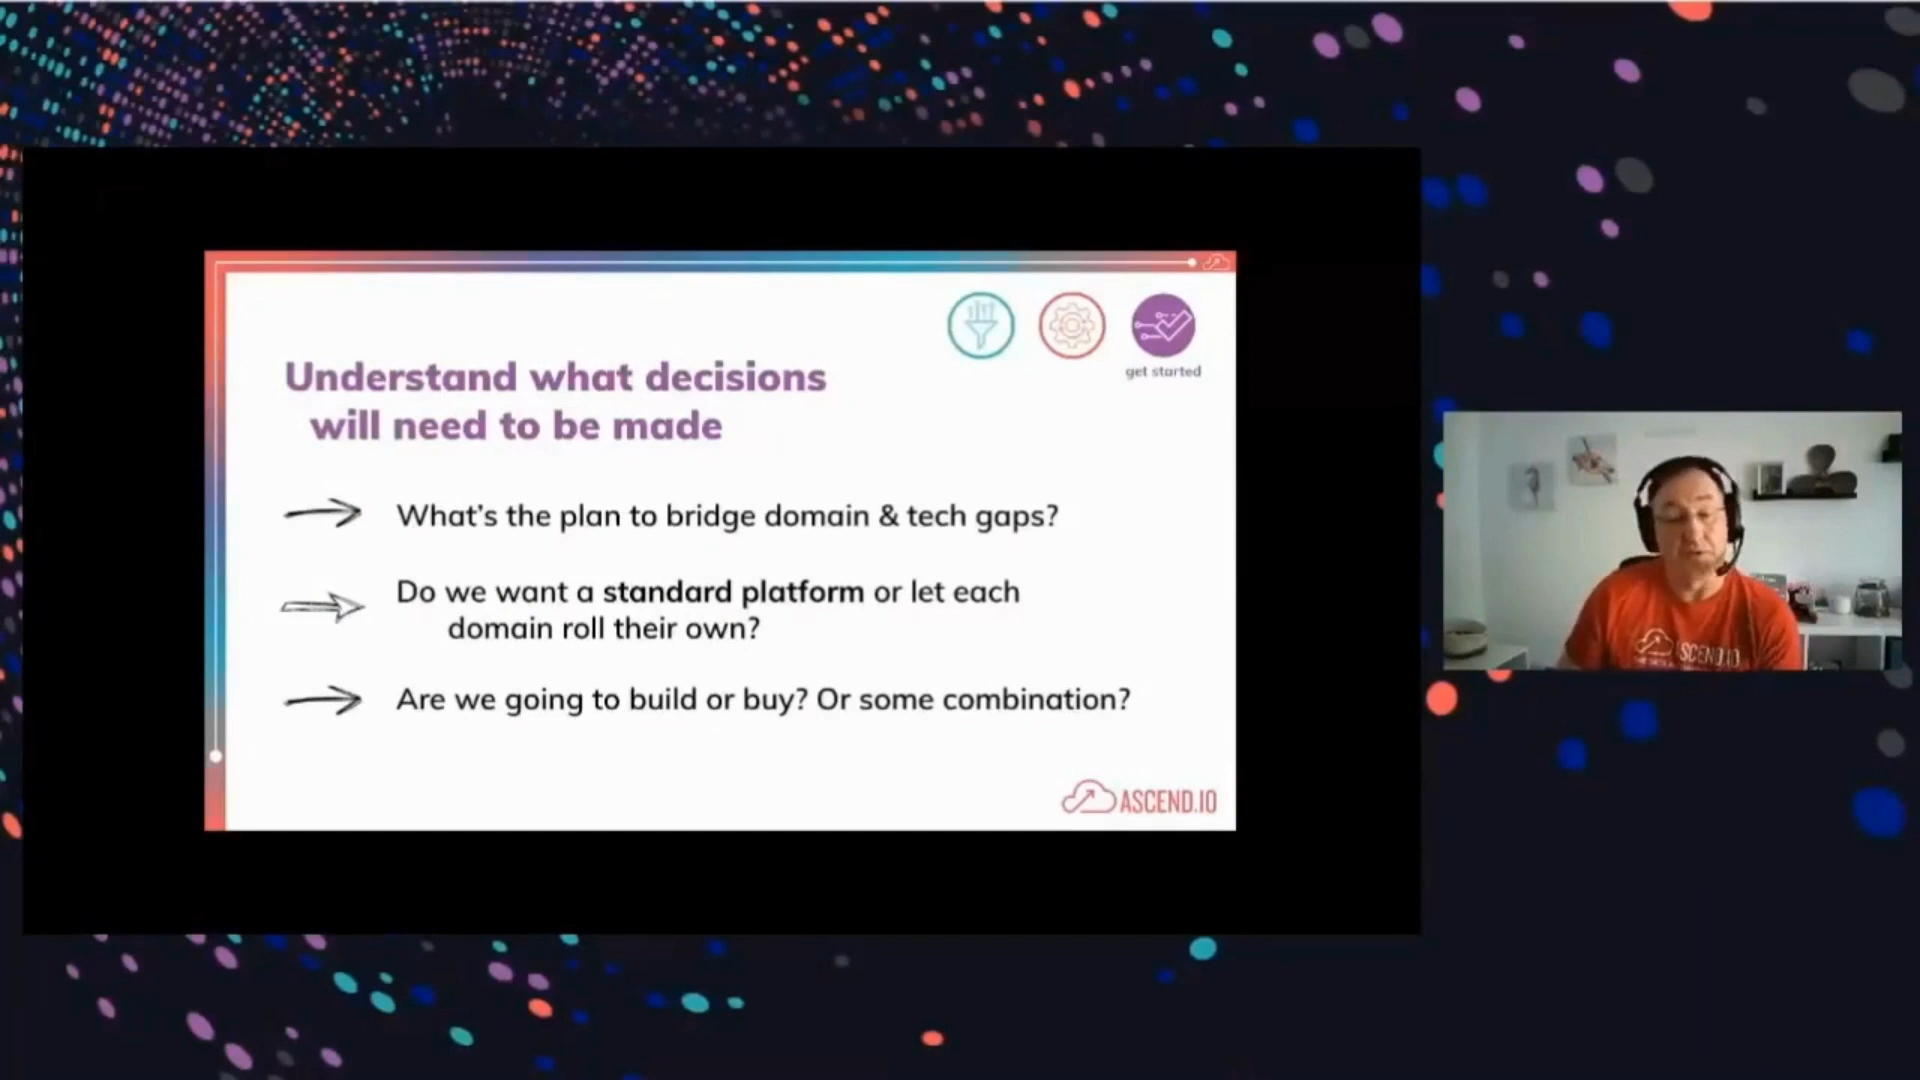 get started
Understand what decisions
will need to be made
What's the plan to bridge domain & tech gaps?
Do we want a standard platform or let each
domain roll their own?
Are we going to build or buy? Or some combination?
ASCEND.IO
ASCEND.IO